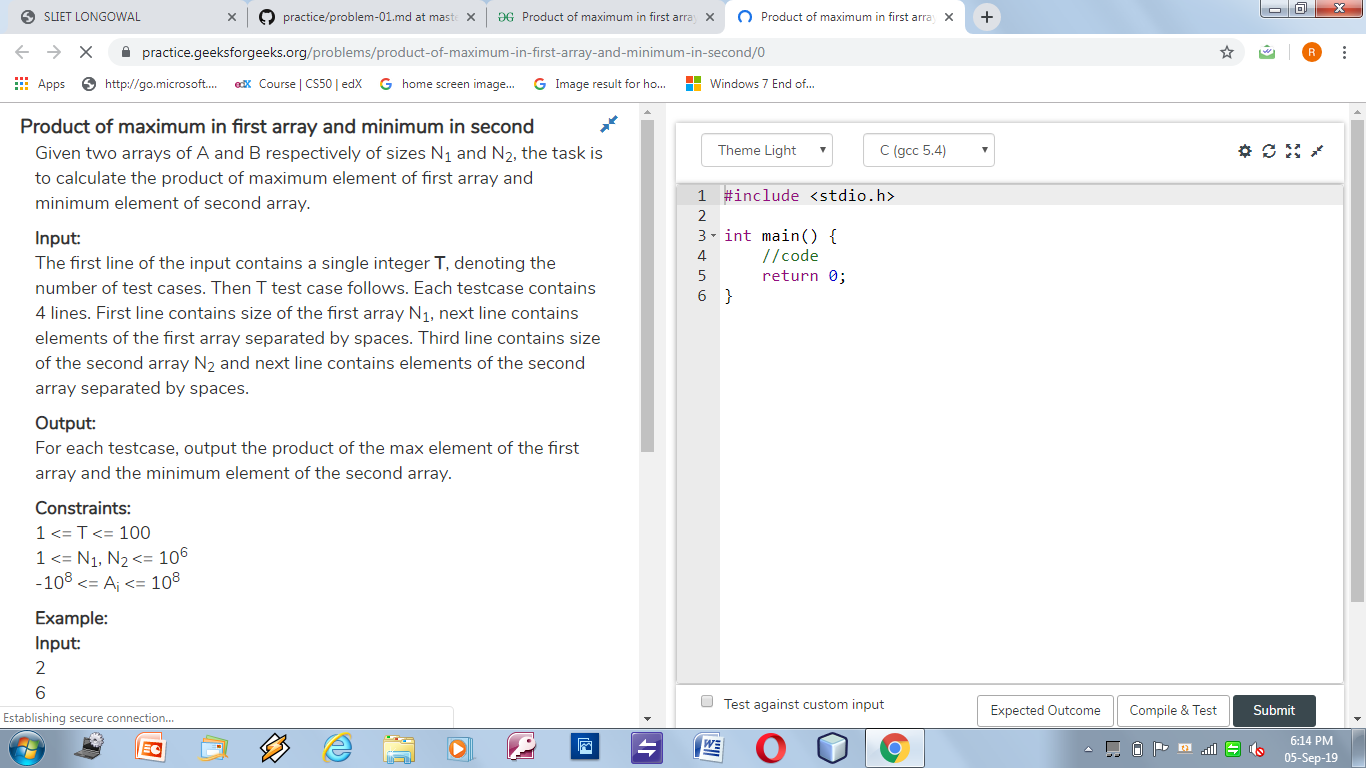 SLIET LONGOWAL
practice/problem-01.md at maste
Product of maximum in first array
Product of maximum in first array
practice.geeksforgeeks.org/problems/product-of-maximum-in-first-array-and-minimum-in-second/0
R
Apps
http://go.microsoft....
edX Course | CS50 | edX
home screen image...
Image result for ho...
Windows 7 End of...
Product of maximum in first array and minimum in second
Given two arrays of A and B respectively of sizes N1 and N2, the task is
to calculate the product of maximum element of first array and
minimum element of second array.
Input:
The first line of the input contains a single integer T, denoting the
number of test cases. Then T test case follows. Each testcase contains
4 lines. First line contains size of the first array N1, next line contains
elements of the first array separated by spaces. Third line contains size
of the second array N2 and next line contains elements of the second
array separated by spaces.
Output:
For each testcase, output the product of the max element of the first
array and the minimum element of the second array.
Constraints:
1 <= T <= 100
1 <= N1, N2 <= 10^6
-10^8 <= Ai <= 10^8
Example:
Input:
2
6
Establishing secure connection...
Theme Light
C (gcc 5.4)
1 #include <stdio.h>
2
3 int main() {
4 //code
5 return 0;
6 }
Test against custom input
Expected Outcome
Compile & Test
Submit
6:14 PM
05-Sep-19